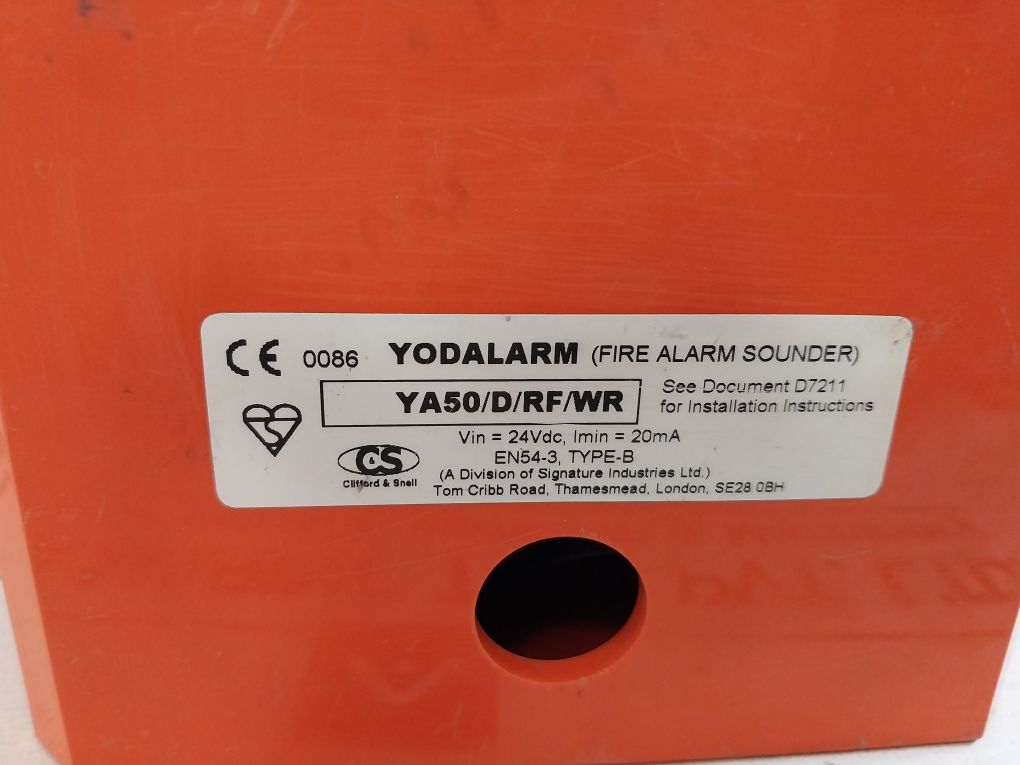 CE 0086 YODALARM (FIRE ALARM SOUNDER)
YA50/D/RF/WR
See Document D7211
for Installation Instructions
Vin = 24Vdc, Imin = 20mA
EN54-3, TYPE-B
C&S
Clifford & Snell
(A Division of Signature Industries Ltd.)
Tom Cribb Road, Thamesmead, London, SE28 0BH